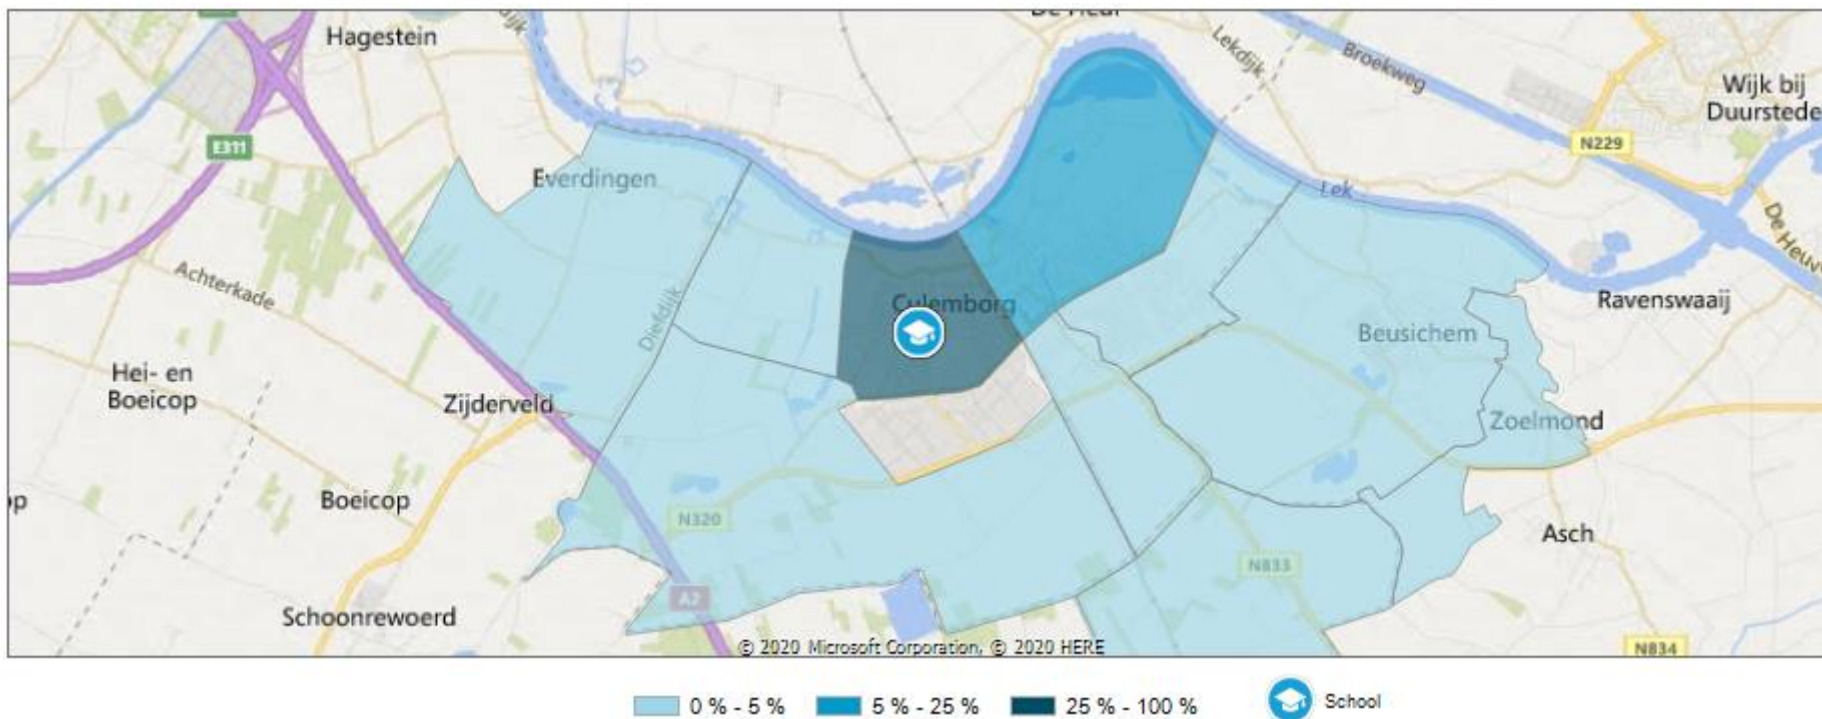 Hagestein
Lekdijk
Broekweg
Wijk bij
Duurstede
E311
N229
Everdingen
Lek
Achterkade
De Heuv
Culemborg
Ravenswaaij
Diefdijk
Beusichem
Hei- en
Boeicop
Zijderveld
Zoelmond
Boeicop
N320
Asch
N833
A2
Schoonrewoerd
© 2020 Microsoft Corporation, © 2020 HERE
N834
0 % - 5 %
5 % - 25 %
25 % - 100 %
School